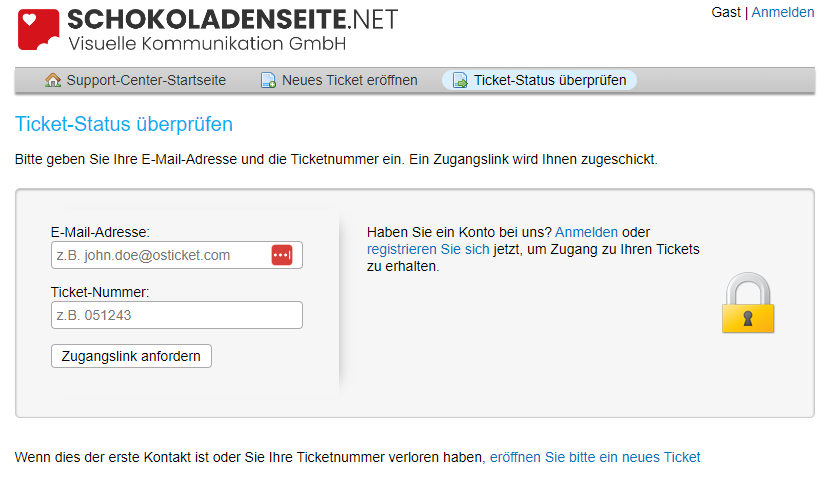 SCHOKOLADENSEITE.NET
Visuelle Kommunikation GmbH
Gast | Anmelden
Support-Center-Startseite Neues Ticket eröffnen Ticket-Status überprüfen
Ticket-Status überprüfen
Bitte geben Sie Ihre E-Mail-Adresse und die Ticketnummer ein. Ein Zugangslink wird Ihnen zugeschickt.
E-Mail-Adresse:
z.B. john.doe@osticket.com
Ticket-Nummer:
z.B. 051243
Zugangslink anfordern
Haben Sie ein Konto bei uns? Anmelden oder
registrieren Sie sich jetzt, um Zugang zu Ihren Tickets
zu erhalten.
Wenn dies der erste Kontakt ist oder Sie Ihre Ticketnummer verloren haben, eröffnen Sie bitte ein neues Ticket